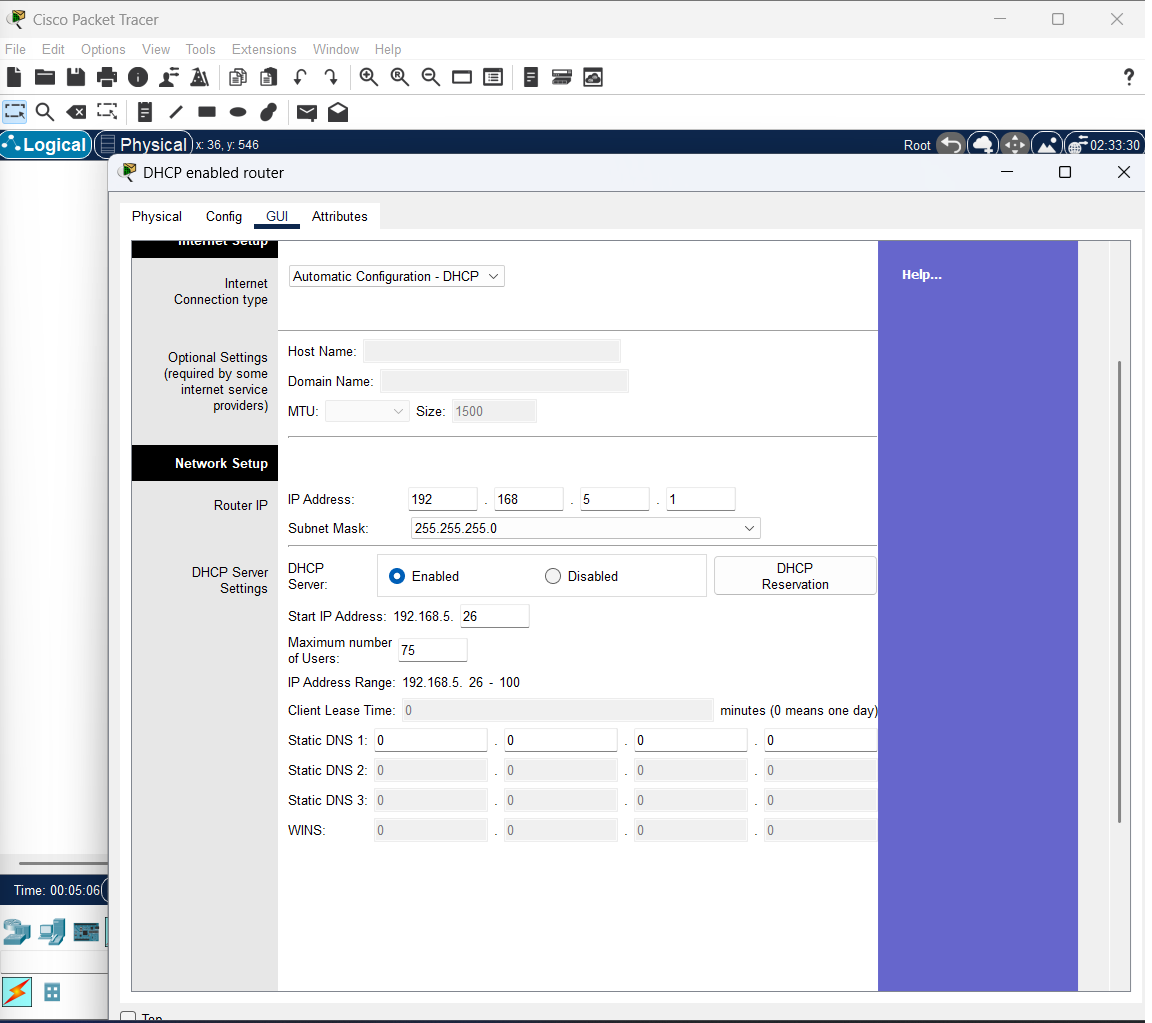 Cisco Packet Tracer
File Edit Options View Tools Extensions Window Help
?
Logical Physical x: 36, y: 546 Root 02:33:30
DHCP enabled router
Physical Config GUI Attributes
Internet Setup
Help...
Internet Connection type
Automatic Configuration - DHCP
Optional Settings
(required by some
internet service
providers)
Host Name:
Domain Name:
MTU: Size: 1500
Network Setup
Router IP
IP Address: 192 . 168 . 5 . 1
Subnet Mask: 255.255.255.0
DHCP Server
Settings
DHCP
Server:
Enabled Disabled
DHCP
Reservation
Start IP Address: 192.168.5. 26
Maximum number
of Users:
75
IP Address Range: 192.168.5. 26 - 100
Client Lease Time: 0 minutes (0 means one day)
Static DNS 1: 0 . 0 . 0 . 0
Static DNS 2: 0 . 0 . 0 . 0
Static DNS 3: 0 . 0 . 0 . 0
WINS: 0 . 0 . 0 . 0
Time: 00:05:06
Top